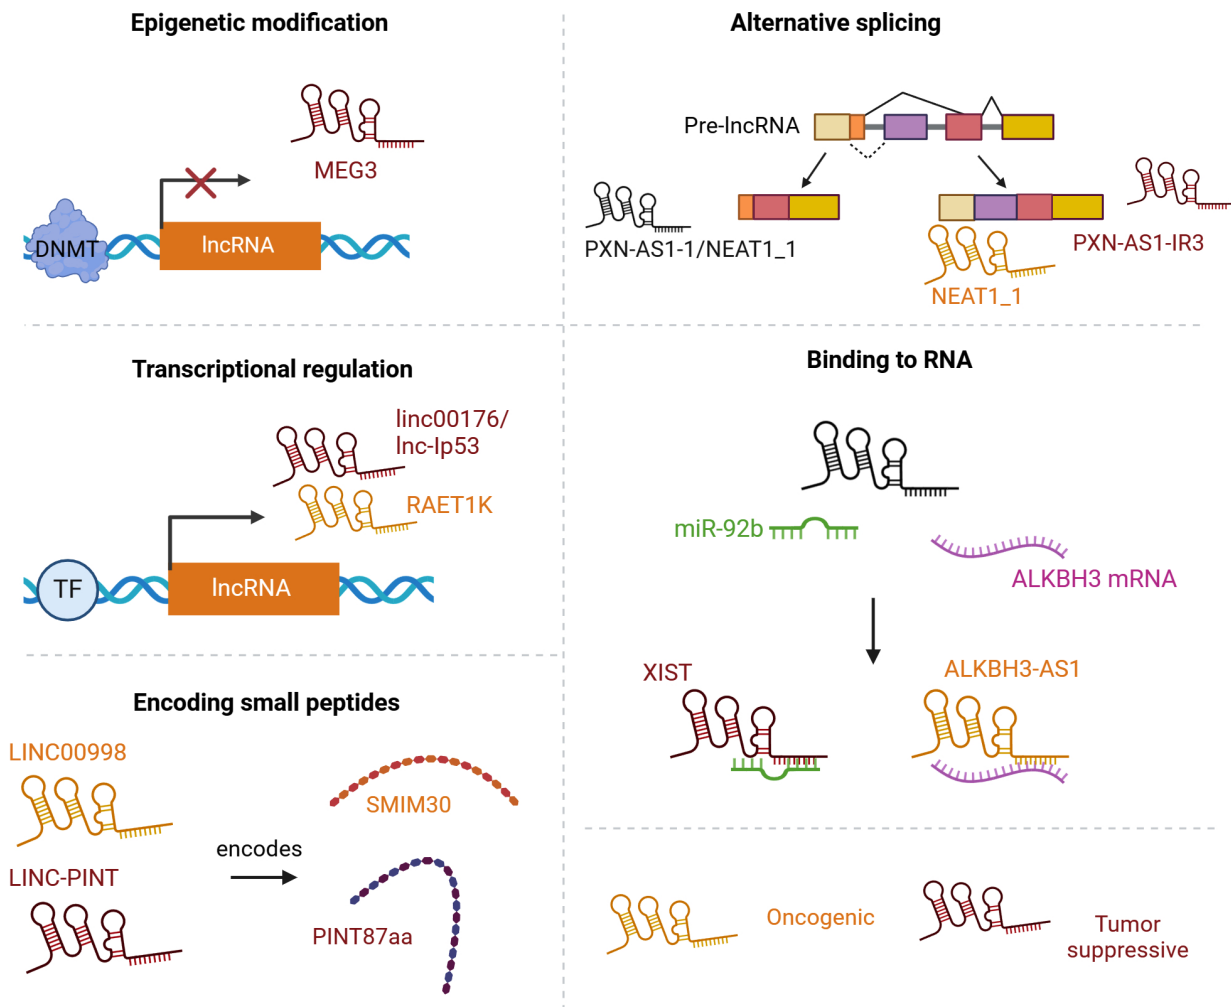 Epigenetic modification
MEG3
DNMT
lncRNA
Alternative splicing
Pre-lncRNA
PXN-AS1-1/NEAT1_1
PXN-AS1-IR3
NEAT1_1
Transcriptional regulation
linc00176/
lnc-Ip53
RAET1K
TF
lncRNA
Binding to RNA
miR-92b
ALKBH3 mRNA
XIST
ALKBH3-AS1
Encoding small peptides
LINC00998
SMIM30
encodes
LINC-PINT
PINT87aa
Oncogenic
Tumor
suppressive